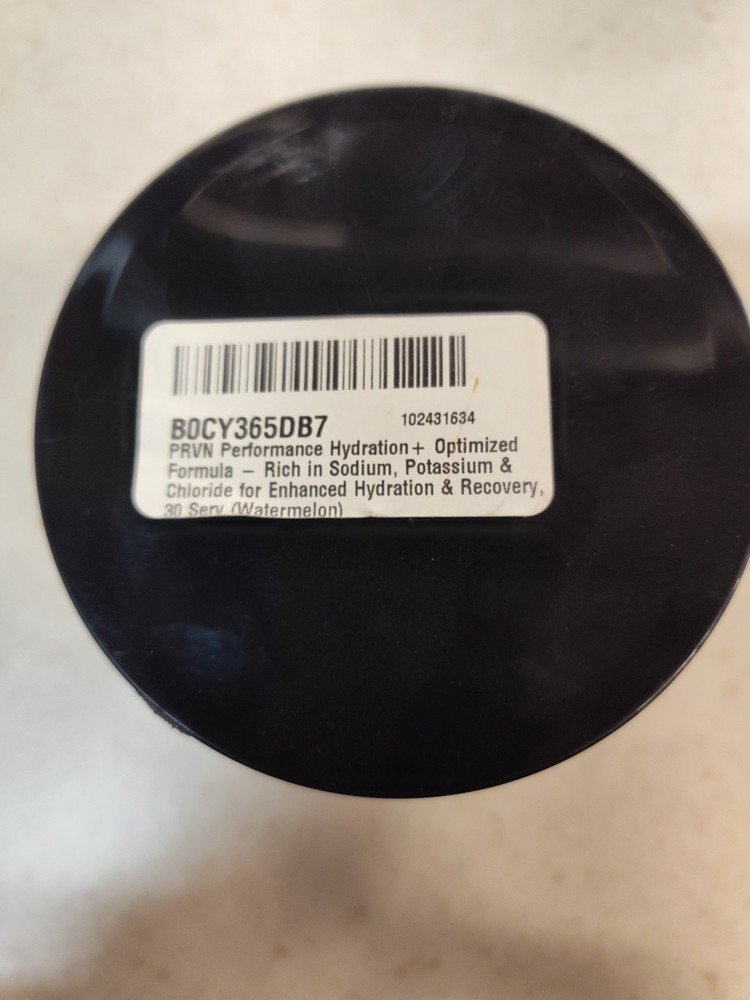 B0CY365DB7 102431634
PRVN Performance Hydration+ Optimized
Formula – Rich in Sodium, Potassium &
Chloride for Enhanced Hydration & Recovery,
30 Serv (Watermelon)